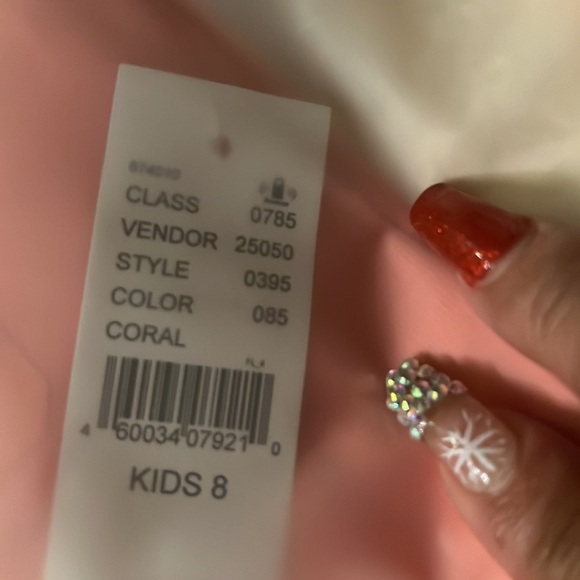 CLASS 0785
VENDOR 25050
STYLE 0395
COLOR 085
CORAL
4 60034 07921 0
KIDS 8